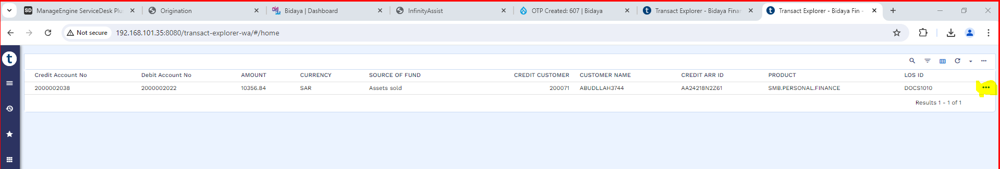 SD ManageEngine ServiceDesk Plu Origination Bidaya | Dashboard InfinityAssist OTP Created: 607 | Bidaya t Transact Explorer - Bidaya Finan t Transact Explorer - Bidaya Fin -
Not secure 192.168.101.35:8080/transact-explorer-wa/#/home
t
Credit Account No Debit Account No AMOUNT CURRENCY SOURCE OF FUND CREDIT CUSTOMER CUSTOMER NAME CREDIT ARR ID PRODUCT LOS ID
2000002038 2000002022 10356.84 SAR Assets sold 200071 ABUDLLAH3744 AA24218N2Z61 SMB.PERSONAL.FINANCE DOCS1010
Results 1 - 1 of 1